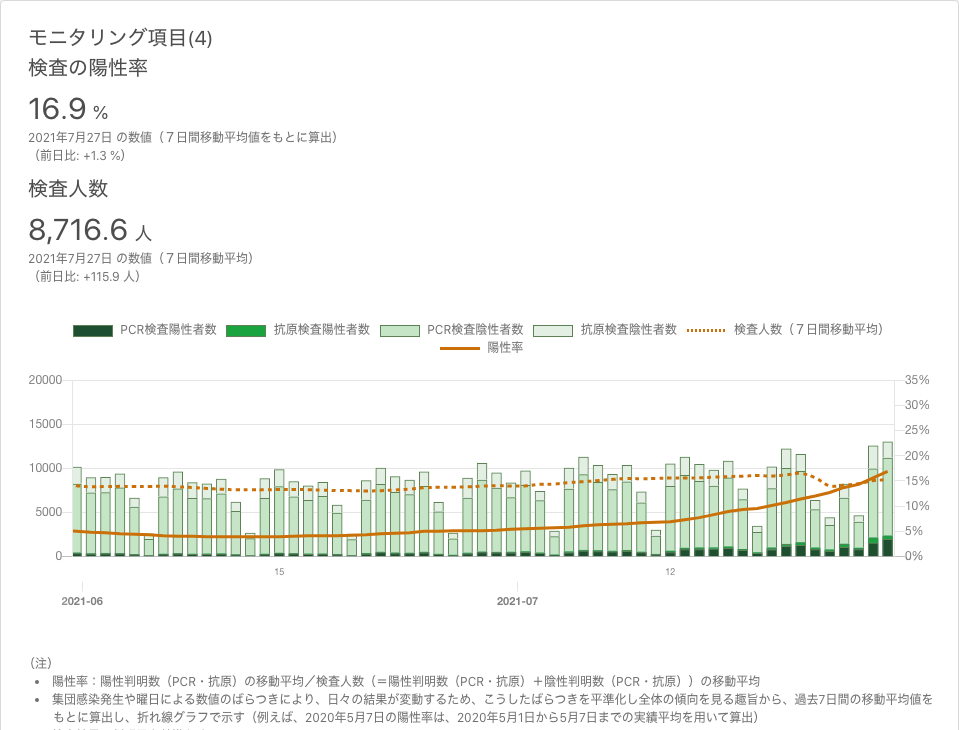 モニタリング項目(4)
検査の陽性率
16.9 %
2021年7月27日 の数値（７日間移動平均値をもとに算出）
（前日比: +1.3 %）
検査人数
8,716.6 人
2021年7月27日 の数値（７日間移動平均）
（前日比: +115.9 人）
PCR検査陽性者数 抗原検査陽性者数 PCR検査陰性者数 抗原検査陰性者数 検査人数（７日間移動平均）
陽性率
20000 35%
30%
15000
25%
20%
10000
15%
10%
5000
5%
0 0%
15 12
2021-06 2021-07
（注）
• 陽性率：陽性判明数（PCR・抗原）の移動平均／検査人数（＝陽性判明数（PCR・抗原）＋陰性判明数（PCR・抗原））の移動平均
• 集団感染発生や曜日による数値のばらつきにより、日々の結果が変動するため、こうしたばらつきを平準化し全体の傾向を見る趣旨から、過去7日間の移動平均値を
もとに算出し、折れ線グラフで示す（例えば、2020年5月7日の陽性率は、2020年5月1日から5月7日までの実績平均を用いて算出）